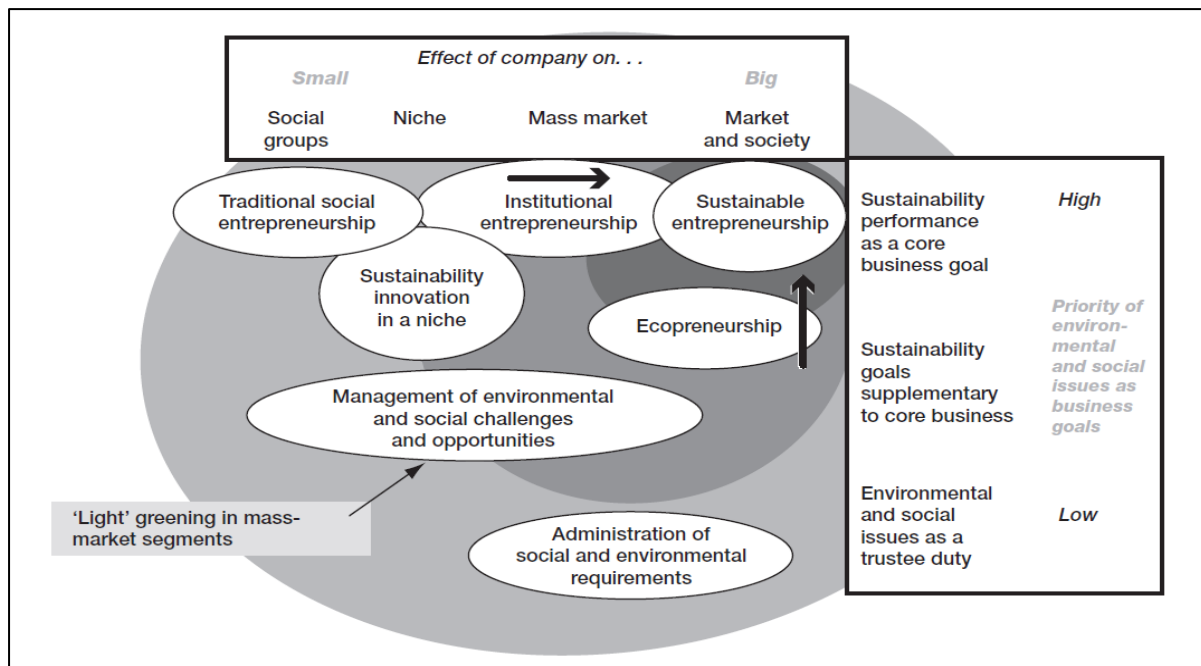 Effect of company on. . .
Small
Big
Social
groups
Niche
Mass market
Market
and society
Traditional social
entrepreneurship
Institutional
entrepreneurship
Sustainable
entrepreneurship
Sustainability
innovation
in a niche
Ecopreneurship
Management of environmental
and social challenges
and opportunities
'Light' greening in mass-
market segments
Administration of
social and environmental
requirements
Sustainability
performance
as a core
business goal
High
Sustainability
goals
supplementary
to core business
Priority of
environ-
mental
and social
issues as
business
goals
Environmental
and social
issues as a
trustee duty
Low